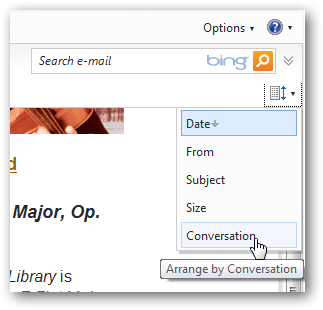 Options
Search e-mail bing
Date
From
d
Subject
Major, Op.
Size
Conversation
Arrange by Conversation
Library is